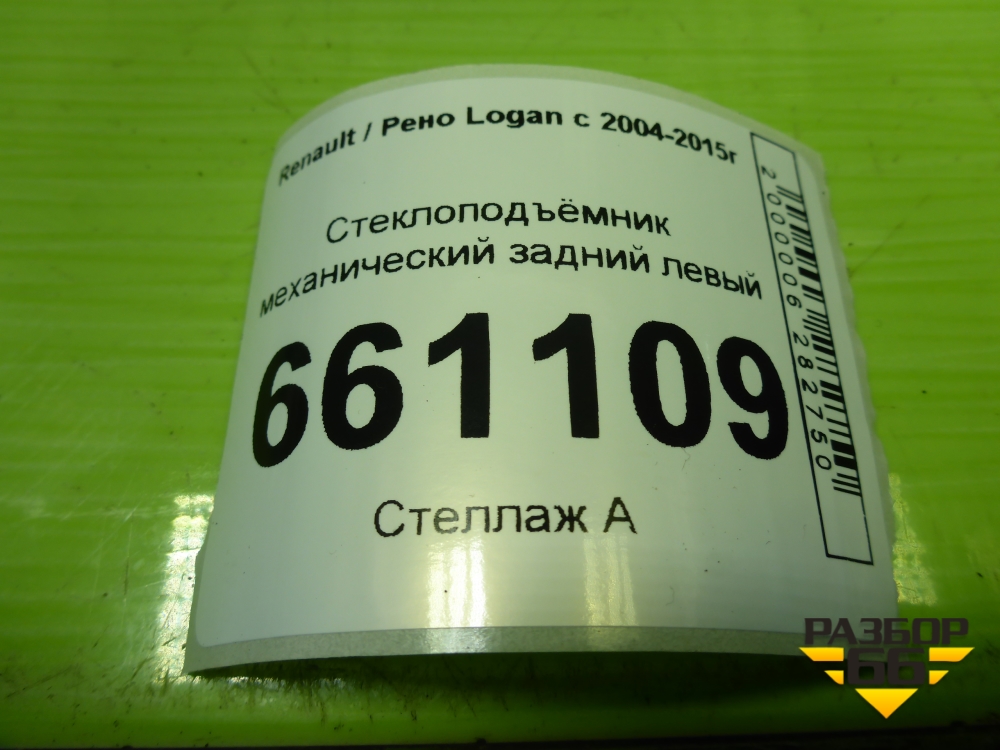 Renault / Рено Logan с 2004-2015г
Стеклоподъёмник
механический задний левый
661109
Стеллаж А
2000006282750
РАЗБОР
66